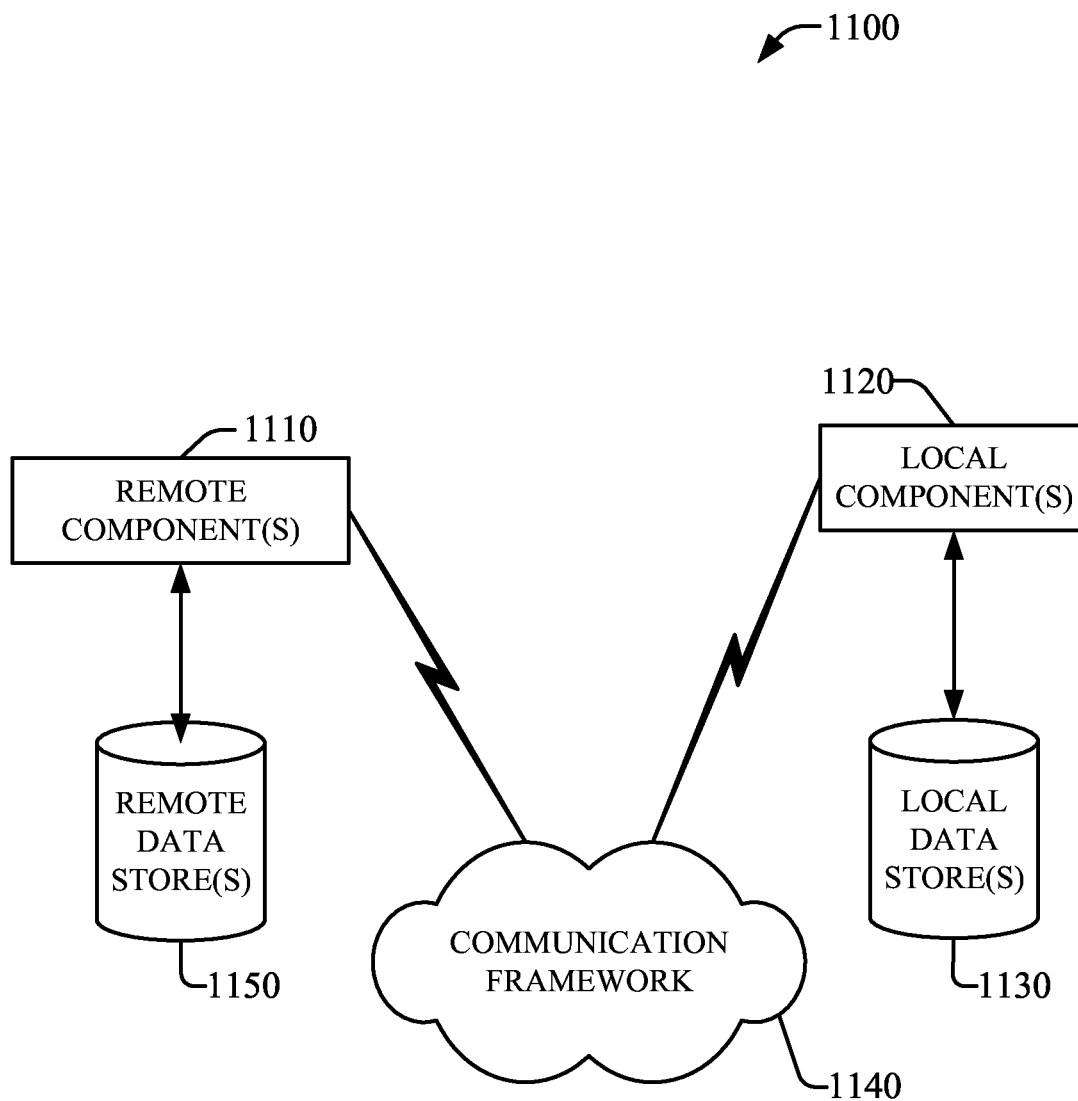 1100
1120
1110
LOCAL
COMPONENT(S)
REMOTE
COMPONENT(S)
REMOTE
DATA
STORE(S)
LOCAL
DATA
STORE(S)
COMMUNICATION
FRAMEWORK
1150
1130
1140